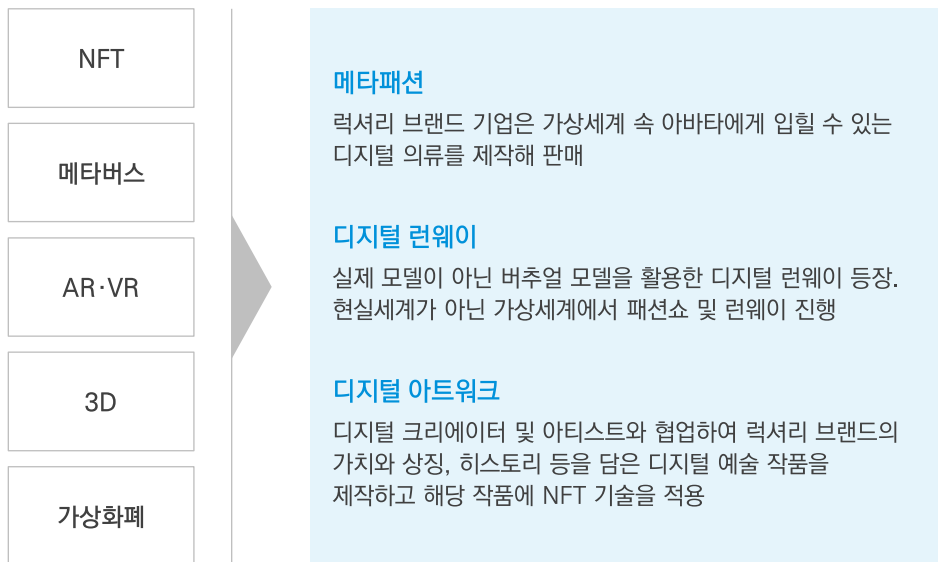 NFT
메타버스
AR·VR
3D
가상화폐
메타패션
럭셔리 브랜드 기업은 가상세계 속 아바타에게 입힐 수 있는
디지털 의류를 제작해 판매
디지털 런웨이
실제 모델이 아닌 버추얼 모델을 활용한 디지털 런웨이 등장.
현실세계가 아닌 가상세계에서 패션쇼 및 런웨이 진행
디지털 아트워크
디지털 크리에이터 및 아티스트와 협업하여 럭셔리 브랜드의
가치와 상징, 히스토리 등을 담은 디지털 예술 작품을
제작하고 해당 작품에 NFT 기술을 적용